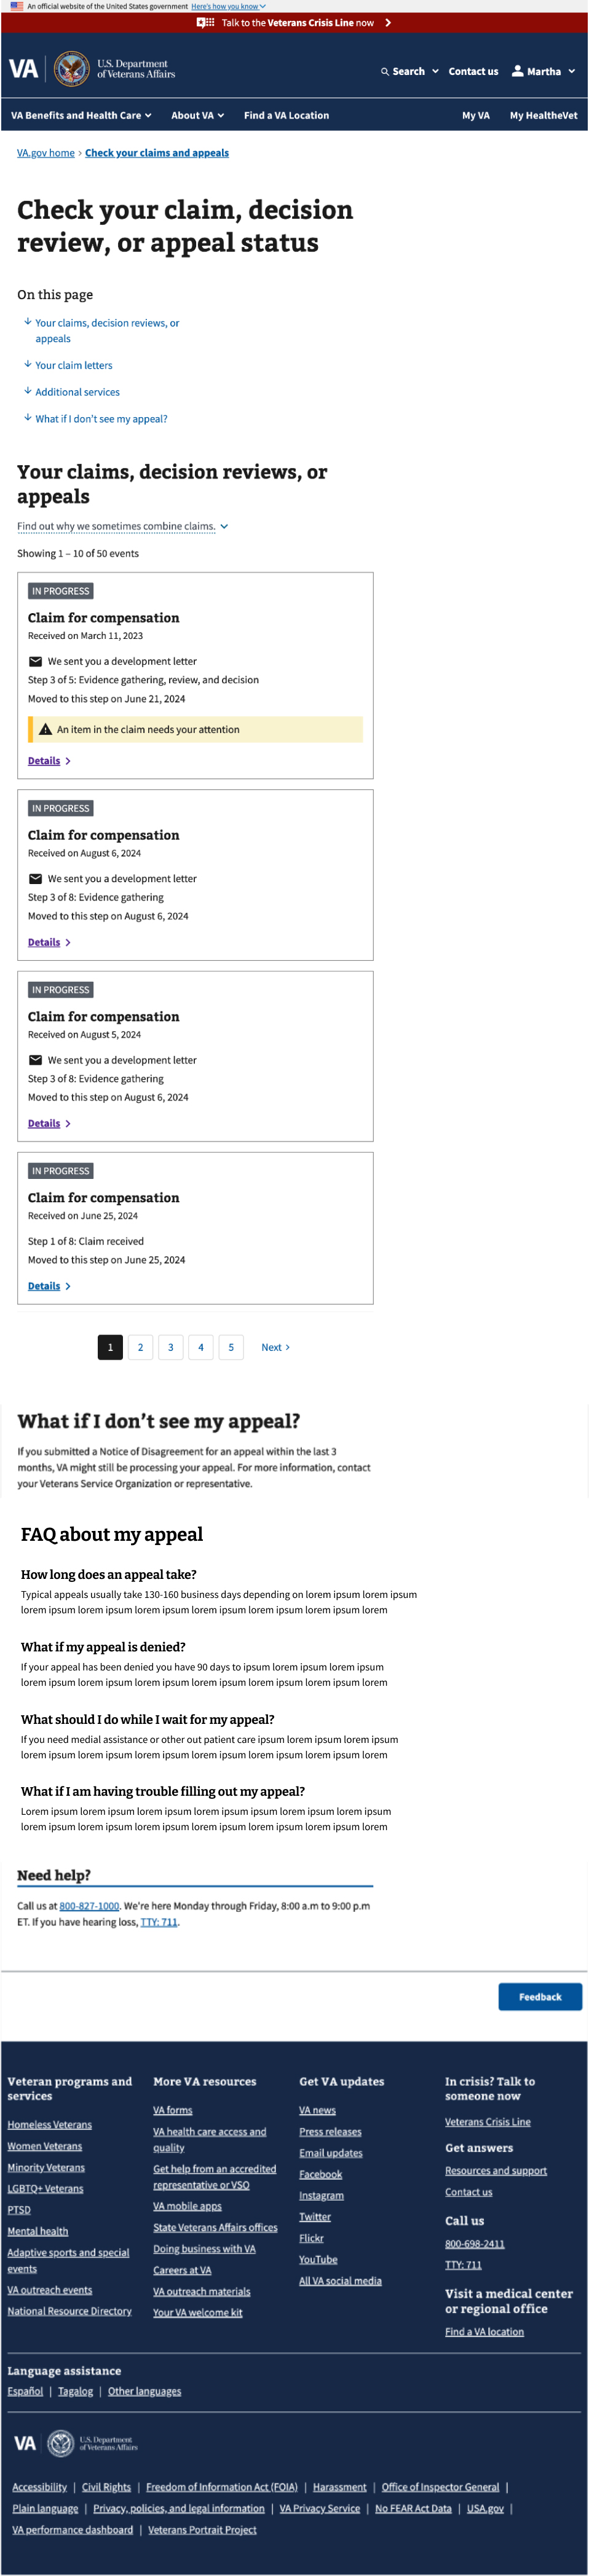 An official website of the United States government Here's how you know
Talk to the Veterans Crisis Line now
VA
U.S. Department
of Veterans Affairs
Search
Contact us
Martha
VA Benefits and Health Care
About VA
Find a VA Location
My VA
My HealtheVet
VA.gov home › Check your claims and appeals
Check your claim, decision
review, or appeal status
On this page
Your claims, decision reviews, or
appeals
Your claim letters
Additional services
What if I don't see my appeal?
Your claims, decision reviews, or
appeals
Find out why we sometimes combine claims.
Showing 1 – 10 of 50 events
IN PROGRESS
Claim for compensation
Received on March 11, 2023
We sent you a development letter
Step 3 of 5: Evidence gathering, review, and decision
Moved to this step on June 21, 2024
An item in the claim needs your attention
Details
IN PROGRESS
Claim for compensation
Received on August 6, 2024
We sent you a development letter
Step 3 of 8: Evidence gathering
Moved to this step on August 6, 2024
Details
IN PROGRESS
Claim for compensation
Received on August 5, 2024
We sent you a development letter
Step 3 of 8: Evidence gathering
Moved to this step on August 6, 2024
Details
IN PROGRESS
Claim for compensation
Received on June 25, 2024
Step 1 of 8: Claim received
Moved to this step on June 25, 2024
Details
1 2 3 4 5 Next ›
What if I don’t see my appeal?
If you submitted a Notice of Disagreement for an appeal within the last 3
months, VA might still be processing your appeal. For more information, contact
your Veterans Service Organization or representative.
FAQ about my appeal
How long does an appeal take?
Typical appeals usually take 130-160 business days depending on lorem ipsum lorem ipsum
lorem ipsum lorem ipsum lorem ipsum lorem ipsum lorem ipsum lorem ipsum lorem
What if my appeal is denied?
If your appeal has been denied you have 90 days to ipsum lorem ipsum lorem ipsum
lorem ipsum lorem ipsum lorem ipsum lorem ipsum lorem ipsum lorem ipsum lorem
What should I do while I wait for my appeal?
If you need medial assistance or other out patient care ipsum lorem ipsum lorem ipsum
lorem ipsum lorem ipsum lorem ipsum lorem ipsum lorem ipsum lorem ipsum lorem
What if I am having trouble filling out my appeal?
Lorem ipsum lorem ipsum lorem ipsum lorem ipsum ipsum lorem ipsum lorem ipsum
lorem ipsum lorem ipsum lorem ipsum lorem ipsum lorem ipsum lorem ipsum lorem
Need help?
Call us at 800-827-1000. We're here Monday through Friday, 8:00 a.m to 9:00 p.m
ET. If you have hearing loss, TTY: 711.
Feedback
Veteran programs and
services
Homeless Veterans
Women Veterans
Minority Veterans
LGBTQ+ Veterans
PTSD
Mental health
Adaptive sports and special
events
VA outreach events
National Resource Directory
More VA resources
VA forms
VA health care access and
quality
Get help from an accredited
representative or VSO
VA mobile apps
State Veterans Affairs offices
Doing business with VA
Careers at VA
VA outreach materials
Your VA welcome kit
Get VA updates
VA news
Press releases
Email updates
Facebook
Instagram
Twitter
Flickr
YouTube
All VA social media
In crisis? Talk to
someone now
Veterans Crisis Line
Get answers
Resources and support
Contact us
Call us
800-698-2411
TTY: 711
Visit a medical center
or regional office
Find a VA location
Language assistance
Español | Tagalog | Other languages
VA
U.S. Department
of Veterans Affairs
Accessibility | Civil Rights | Freedom of Information Act (FOIA) | Harassment | Office of Inspector General |
Plain language | Privacy, policies, and legal information | VA Privacy Service | No FEAR Act Data | USA.gov |
VA performance dashboard | Veterans Portrait Project